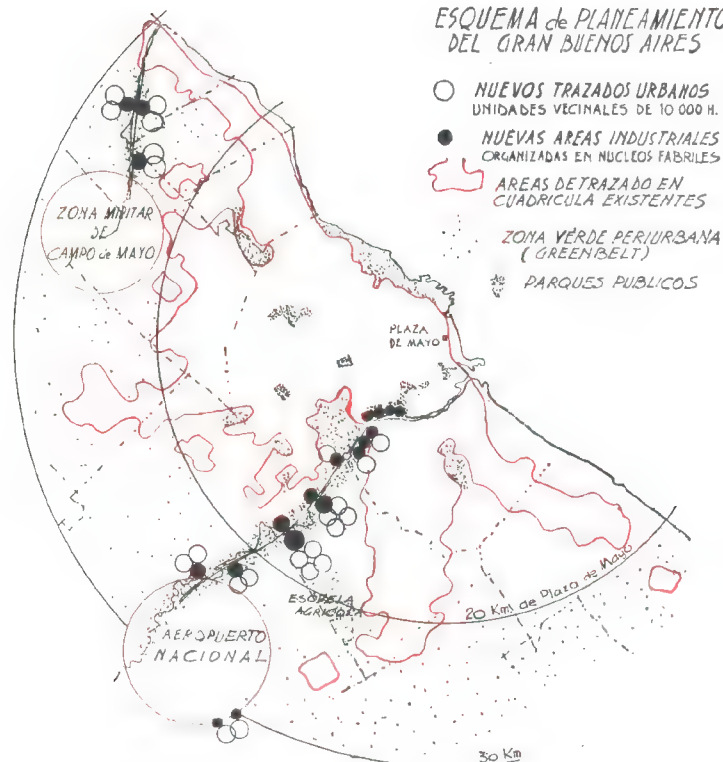 ESQUEMA de PLANEAMIENTO
DEL GRAN BUENOS AIRES
NUEVOS TRAZADOS URBANOS
UNIDADES VECINALES DE 10 000 H.
NUEVAS AREAS INDUSTRIALES
ORGANIZADAS EN NUCLEOS FABRILES
AREAS DE TRAZADO EN
CUADRICULA EXISTENTES
ZONA VERDE PERIURBANA
(GREENBELT)
PARQUES PUBLICOS
ZONA MILITAR
DE
CAMPO de MAYO
PLAZA
DE MAYO
ESCUELA
AGRICOLA
20 Km de Plaza de Mayo
AEROPUERTO
NACIONAL
30 Km